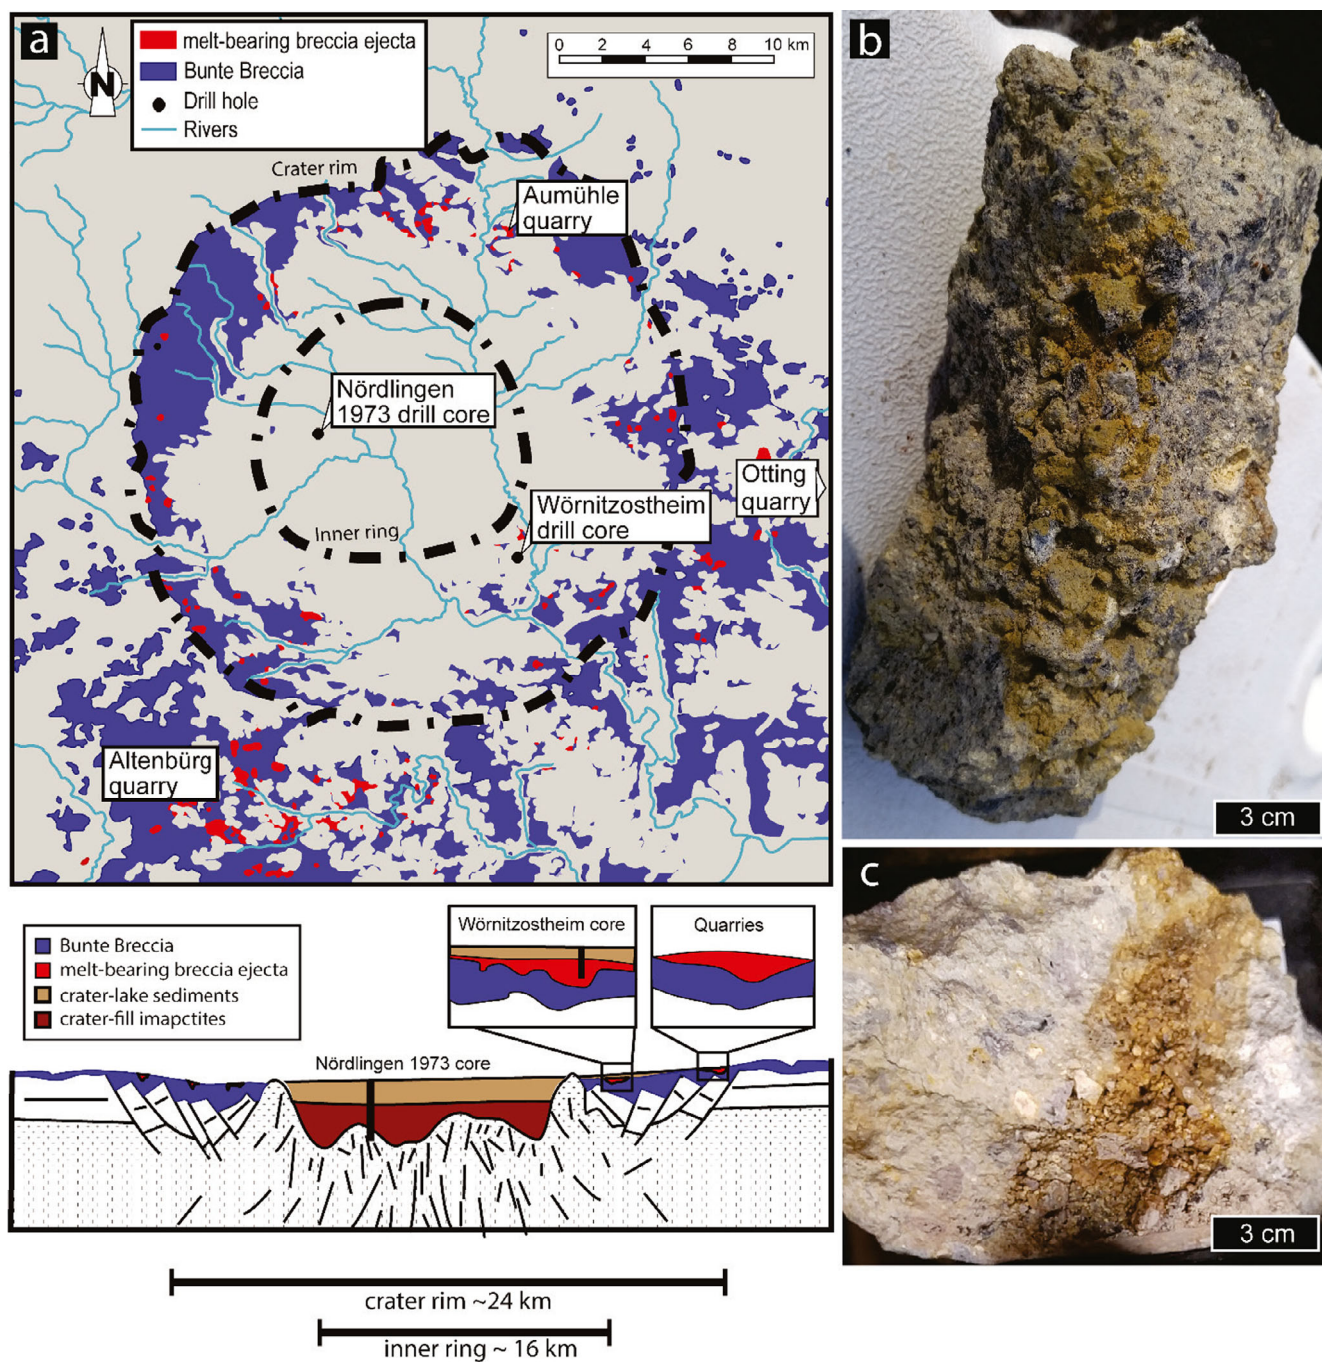 a
melt-bearing breccia ejecta
Bunte Breccia
Drill hole
Rivers
N
0 2 4 6 8 10 km
Crater rim
Aumühle
quarry
Nördlingen
1973 drill core
Otting
quarry
Wörnitzostheim
drill core
Inner ring
Altenbürg
quarry
b
3 cm
c
3 cm
Bunte Breccia
melt-bearing breccia ejecta
crater-lake sediments
crater-fill imapctites
Wörnitzostheim core
Quarries
Nördlingen 1973 core
crater rim ~24 km
inner ring ~ 16 km